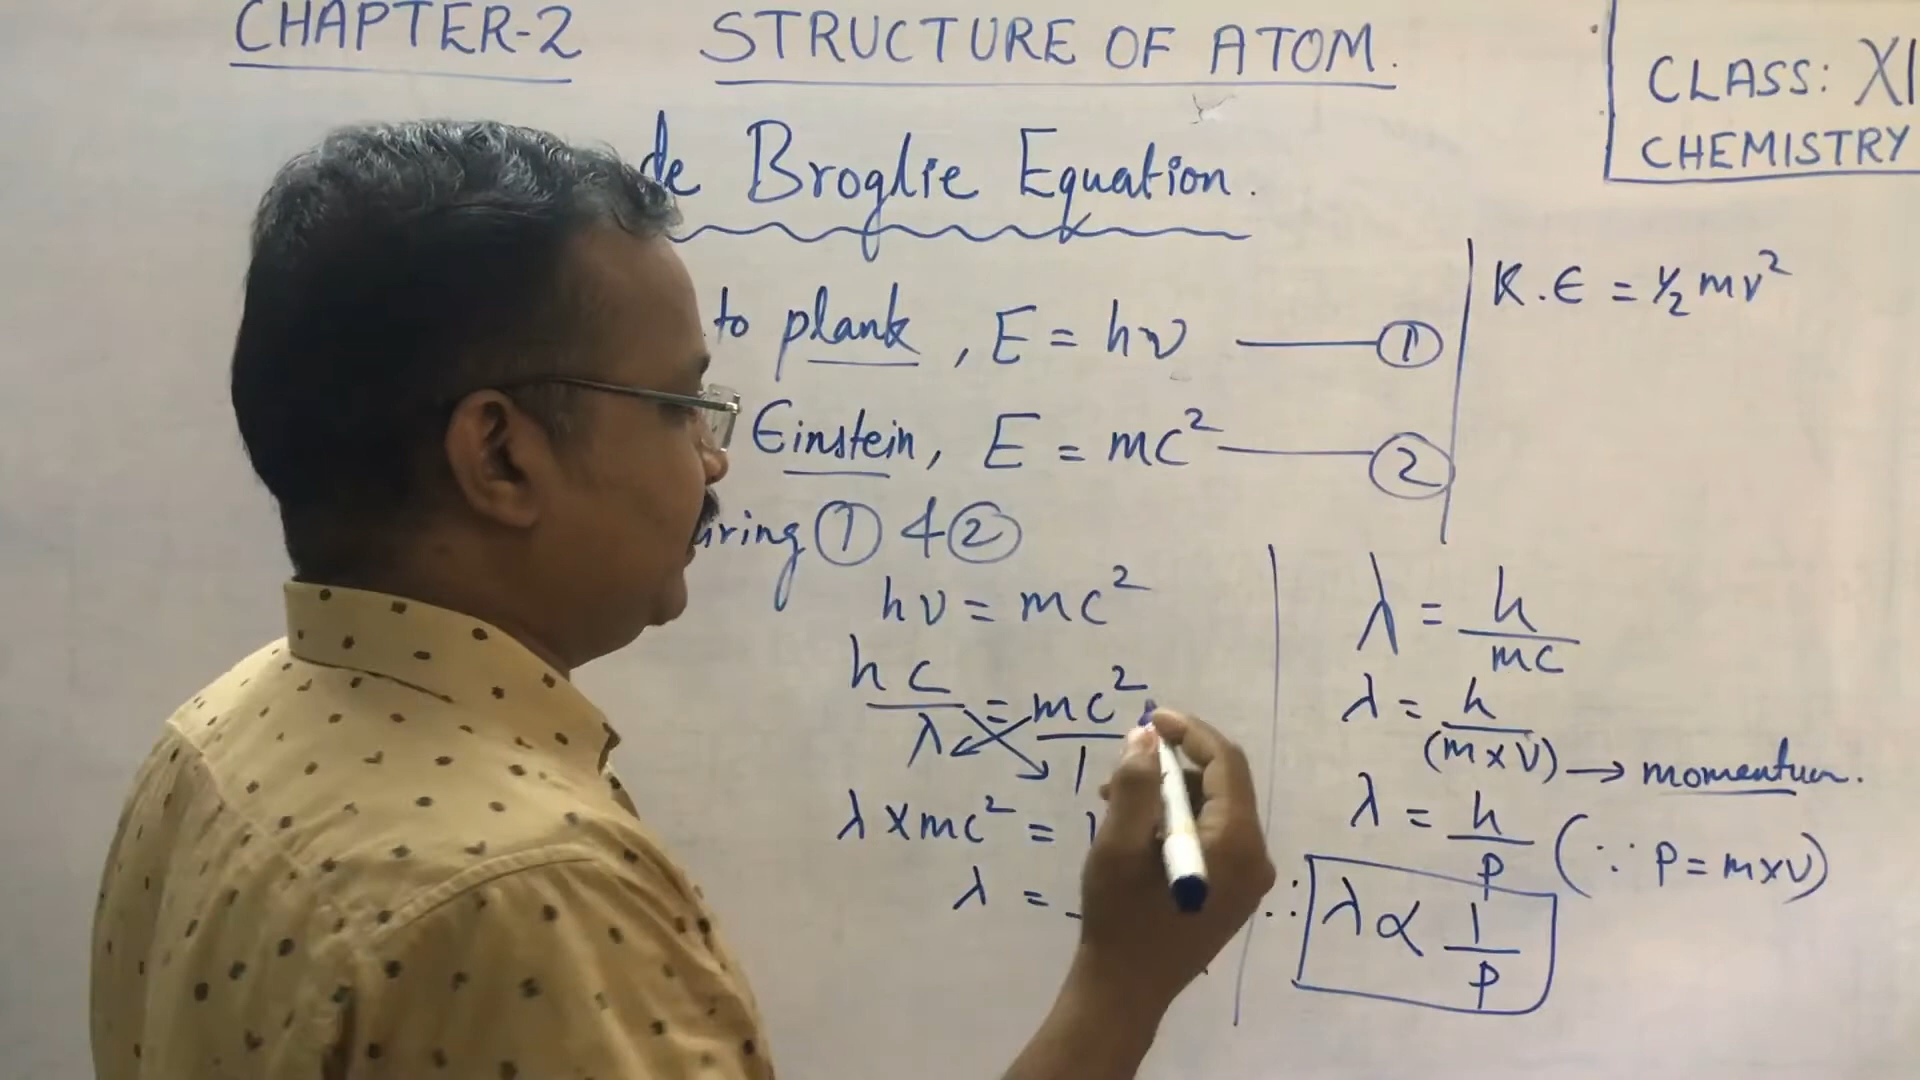 CHAPTER-2 STRUCTURE OF ATOM.
CLASS: XI
CHEMISTRY
de Broglie Equation.
to plank, E = hν — ①
Einstein, E = mc² — ②
① & ②
hν = mc²
hc/λ = mc²/1
λ × mc² =
λ =
K.E = 1/2 mv²
λ = h/mc
λ = h/(m×v) → momentum.
λ = h/p (∵ p = m×v)
∴ λ ∝ 1/p